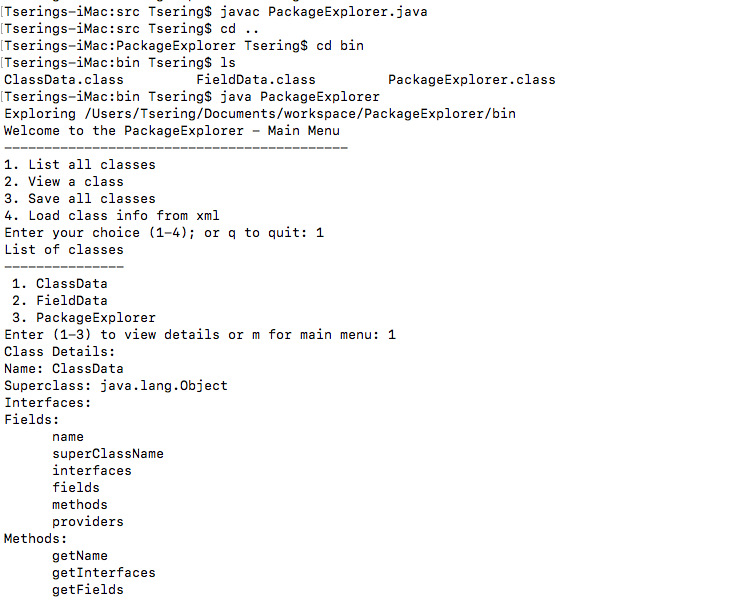 [Tserings-iMac:src Tsering$ javac PackageExplorer.java
[Tserings-iMac:src Tsering$ cd ..
[Tserings-iMac:PackageExplorer Tsering$ cd bin
[Tserings-iMac:bin Tsering$ ls
ClassData.class         FieldData.class         PackageExplorer.class
[Tserings-iMac:bin Tsering$ java PackageExplorer
Exploring /Users/Tsering/Documents/workspace/PackageExplorer/bin
Welcome to the PackageExplorer - Main Menu
-------------------------------------------
1. List all classes
2. View a class
3. Save all classes
4. Load class info from xml
Enter your choice (1-4); or q to quit: 1
List of classes
---------------
 1. ClassData
 2. FieldData
 3. PackageExplorer
Enter (1-3) to view details or m for main menu: 1
Class Details:
Name: ClassData
Superclass: java.lang.Object
Interfaces:
Fields:
      name
      superClassName
      interfaces
      fields
      methods
      providers
Methods:
      getName
      getInterfaces
      getFields